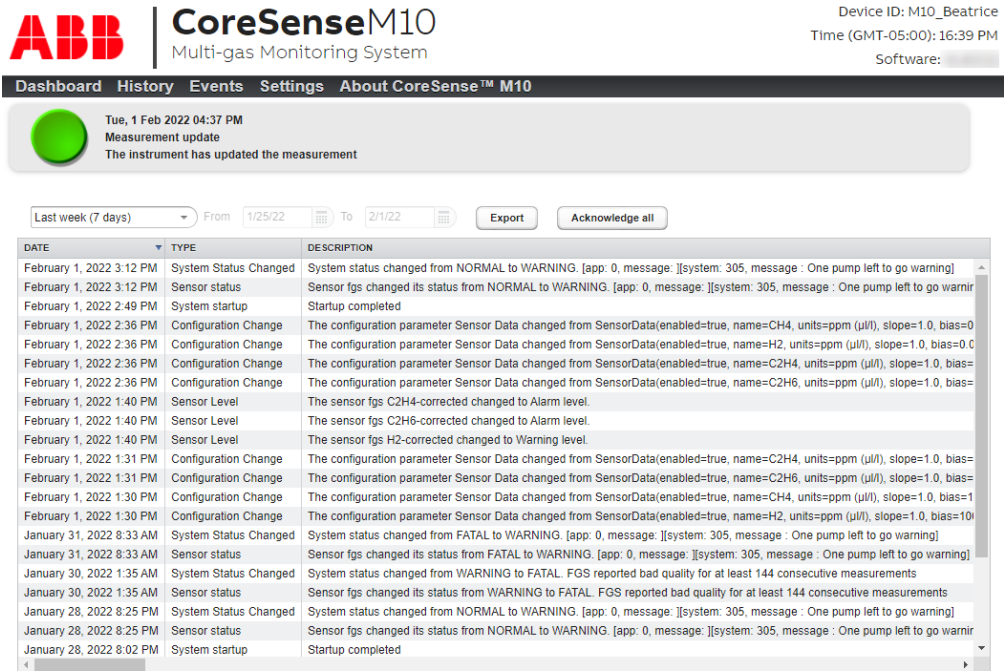 ABB
CoreSenseM10
Multi-gas Monitoring System
Device ID: M10_Beatrice
Time (GMT-05:00): 16:39 PM
Software:
Dashboard History Events Settings About CoreSense™ M10
Tue, 1 Feb 2022 04:37 PM
Measurement update
The instrument has updated the measurement
Last week (7 days) From 1/25/22 To 2/1/22 Export Acknowledge all
DATE TYPE DESCRIPTION
February 1, 2022 3:12 PM System Status Changed System status changed from NORMAL to WARNING. [app: 0, message: ][system: 305, message : One pump left to go warning]
February 1, 2022 3:12 PM Sensor status Sensor fgs changed its status from NORMAL to WARNING. [app: 0, message: ][system: 305, message : One pump left to go warnin
February 1, 2022 2:49 PM System startup Startup completed
February 1, 2022 2:36 PM Configuration Change The configuration parameter Sensor Data changed from SensorData(enabled=true, name=CH4, units=ppm (µl/l), slope=1.0, bias=0
February 1, 2022 2:36 PM Configuration Change The configuration parameter Sensor Data changed from SensorData(enabled=true, name=H2, units=ppm (µl/l), slope=1.0, bias=0.0
February 1, 2022 2:36 PM Configuration Change The configuration parameter Sensor Data changed from SensorData(enabled=true, name=C2H4, units=ppm (µl/l), slope=1.0, bias=
February 1, 2022 2:36 PM Configuration Change The configuration parameter Sensor Data changed from SensorData(enabled=true, name=C2H6, units=ppm (µl/l), slope=1.0, bias=
February 1, 2022 1:40 PM Sensor Level The sensor fgs C2H4-corrected changed to Alarm level.
February 1, 2022 1:40 PM Sensor Level The sensor fgs C2H6-corrected changed to Alarm level.
February 1, 2022 1:40 PM Sensor Level The sensor fgs H2-corrected changed to Warning level.
February 1, 2022 1:31 PM Configuration Change The configuration parameter Sensor Data changed from SensorData(enabled=true, name=C2H4, units=ppm (µl/l), slope=1.0, bias=
February 1, 2022 1:31 PM Configuration Change The configuration parameter Sensor Data changed from SensorData(enabled=true, name=C2H6, units=ppm (µl/l), slope=1.0, bias=
February 1, 2022 1:30 PM Configuration Change The configuration parameter Sensor Data changed from SensorData(enabled=true, name=CH4, units=ppm (µl/l), slope=1.0, bias=1
February 1, 2022 1:30 PM Configuration Change The configuration parameter Sensor Data changed from SensorData(enabled=true, name=H2, units=ppm (µl/l), slope=1.0, bias=10
January 31, 2022 8:33 AM System Status Changed System status changed from FATAL to WARNING. [app: 0, message: ][system: 305, message : One pump left to go warning]
January 31, 2022 8:33 AM Sensor status Sensor fgs changed its status from FATAL to WARNING. [app: 0, message: ][system: 305, message : One pump left to go warning]
January 30, 2022 1:35 AM System Status Changed System status changed from WARNING to FATAL. FGS reported bad quality for at least 144 consecutive measurements
January 30, 2022 1:35 AM Sensor status Sensor fgs changed its status from WARNING to FATAL. FGS reported bad quality for at least 144 consecutive measurements
January 28, 2022 8:25 PM System Status Changed System status changed from NORMAL to WARNING. [app: 0, message: ][system: 305, message : One pump left to go warning]
January 28, 2022 8:25 PM Sensor status Sensor fgs changed its status from NORMAL to WARNING. [app: 0, message: ][system: 305, message : One pump left to go warnin
January 28, 2022 8:02 PM System startup Startup completed